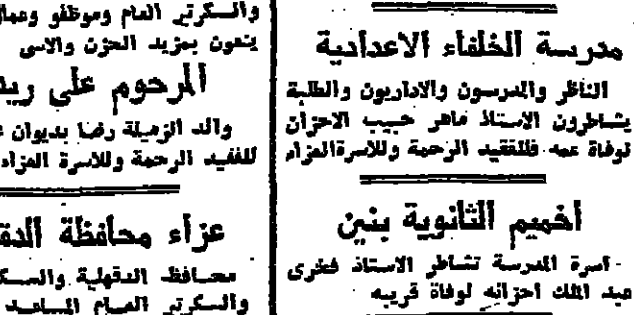 مدرسة الخلفاء الاعدادية
الناظر والمدرسون والاداريون والطلبة
يشاطرون الاستاذ ماهر حبيب الاحزان
لوفاة عمه فللفقيد الرحمة وللاسرة العزاء
اخميم الثانوية بنين
اسرة المدرسة تشاطر الاستاذ فخرى
عبد الملك احزانه لوفاة قريبه
والسكرتير العام وموظفو وعمال
ينعون بمزيد الحزن والاسى
المرحوم على
والد الزميلة رضا بديوان
للفقيد الرحمة وللاسرة العزاء
عزاء محافظة
محافظ الدقهلية
والسكرتير العام المساعد